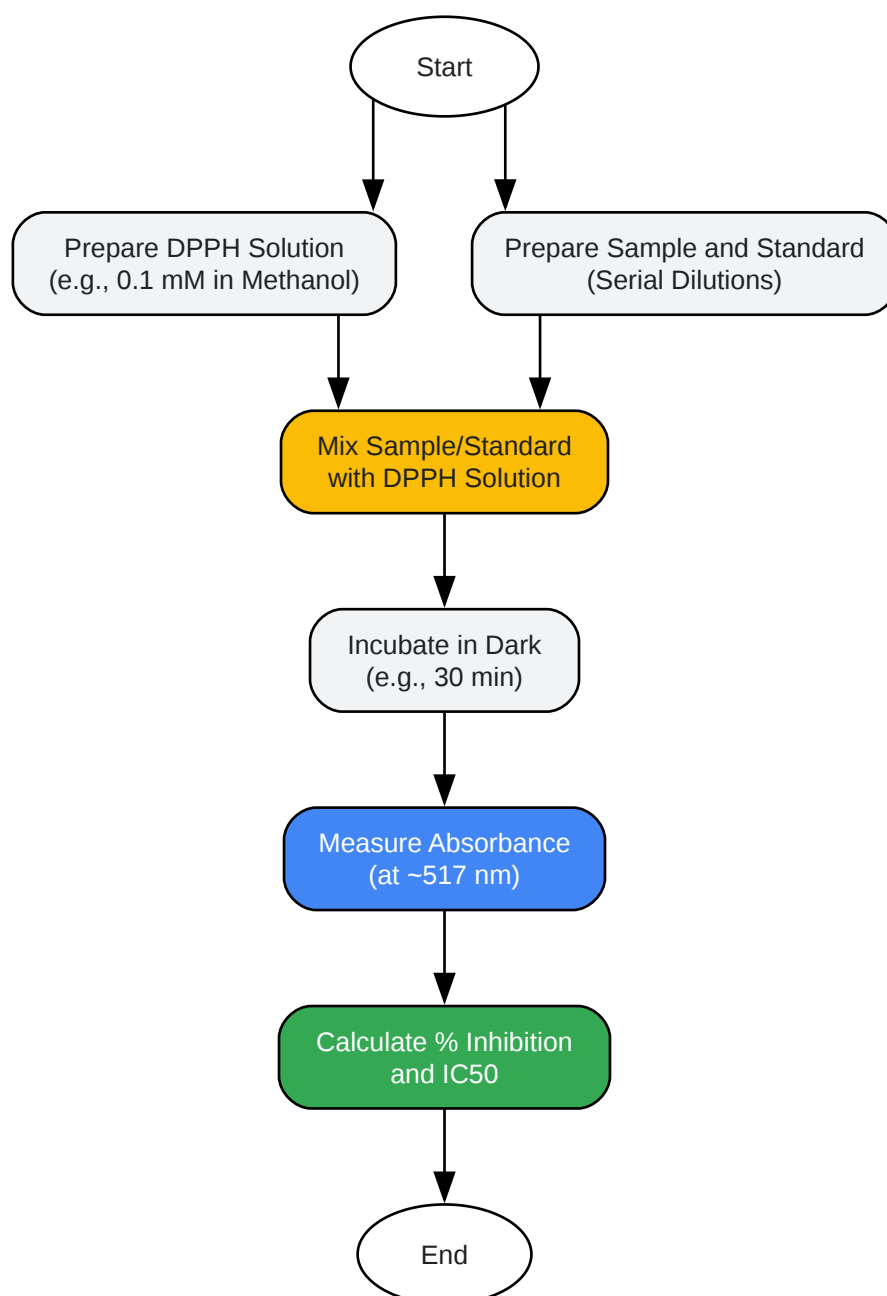 Start
Prepare DPPH Solution
(e.g., 0.1 mM in Methanol)
Prepare Sample and Standard
(Serial Dilutions)
Mix Sample/Standard
with DPPH Solution
Incubate in Dark
(e.g., 30 min)
Measure Absorbance
(at ~517 nm)
Calculate % Inhibition
and IC50
End